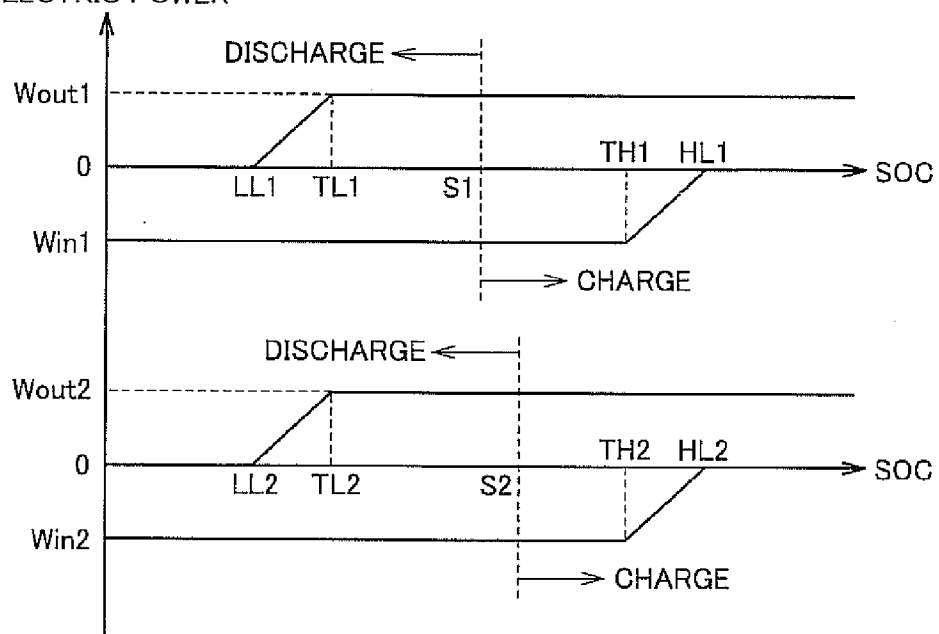 LECTRIC POWER
DISCHARGE
Wout1
0
LL1 TL1 S1 TH1 HL1 SOC
Win1
CHARGE
DISCHARGE
Wout2
0
LL2 TL2 S2 TH2 HL2 SOC
Win2
CHARGE